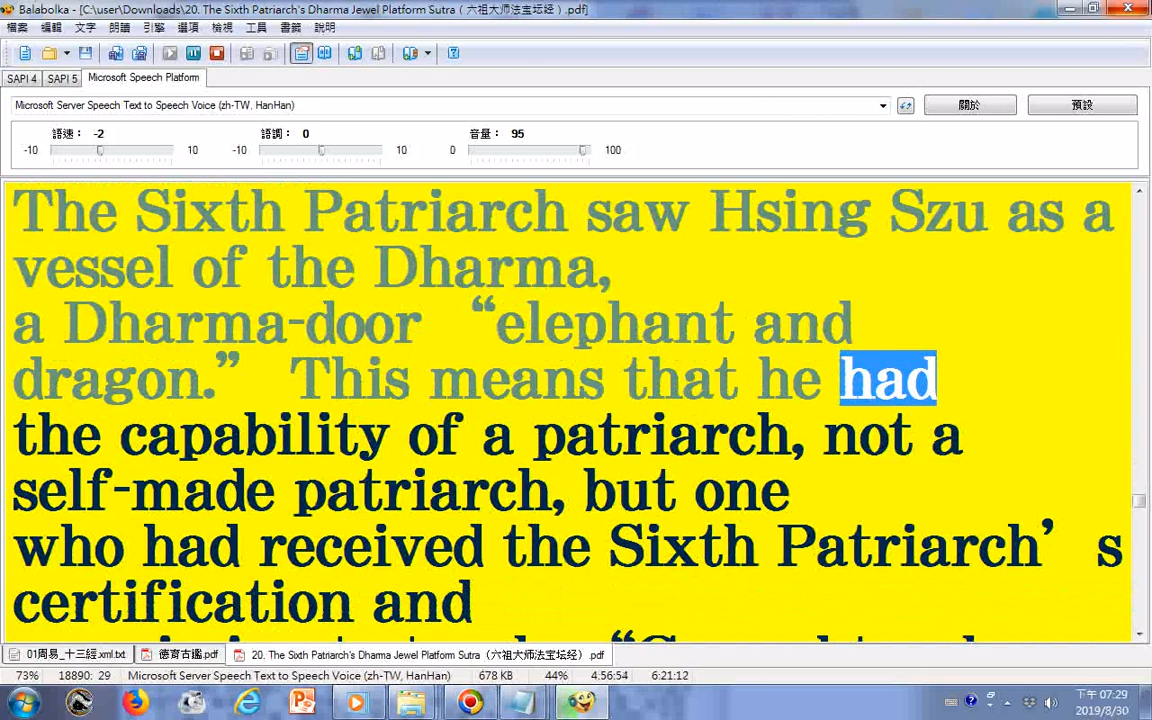 Balabolka - [C:\user\Downloads\20. The Sixth Patriarch's Dharma Jewel Platform Sutra（六祖大师法宝坛经）.pdf]
檔案 編輯 文字 朗讀 引擎 選項 檢視 工具 書籤 說明
SAPI 4 SAPI 5 Microsoft Speech Platform
Microsoft Server Speech Text to Speech Voice (zh-TW, HanHan) 關於 預設
語速： -2 語調： 0 音量： 95
-10 10 -10 10 0 100
The Sixth Patriarch saw Hsing Szu as a
vessel of the Dharma,
a Dharma-door “elephant and
dragon.” This means that he had
the capability of a patriarch, not a
self-made patriarch, but one
who had received the Sixth Patriarch’s
certification and
01周易_十三經.xml.txt 德育古鑑.pdf 20. The Sixth Patriarch's Dharma Jewel Platform Sutra（六祖大师法宝坛经）.pdf
73% 18890: 29 Microsoft Server Speech Text to Speech Voice (zh-TW, HanHan) 678 KB 44% 4:56:54 6:21:12
下午 07:29
2019/8/30